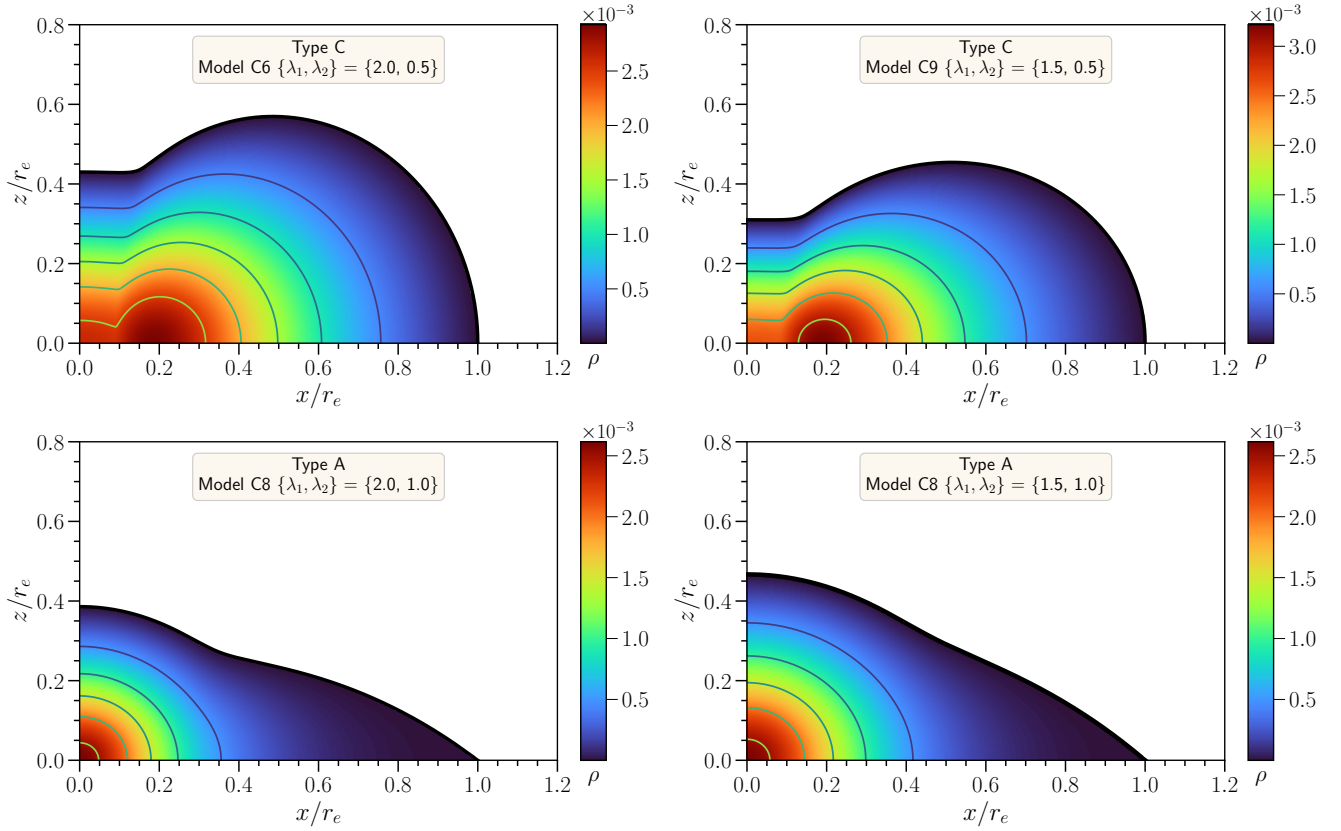 ×10⁻³
Type C
Model C6 {λ₁, λ₂} = {2.0, 0.5}
0.8
0.6
0.4
0.2
0.0
z/rₑ
0.0 0.2 0.4 0.6 0.8 1.0 1.2
x/rₑ
2.5
2.0
1.5
1.0
0.5
ρ
×10⁻³
Type C
Model C9 {λ₁, λ₂} = {1.5, 0.5}
0.8
0.6
0.4
0.2
0.0
z/rₑ
0.0 0.2 0.4 0.6 0.8 1.0 1.2
x/rₑ
3.0
2.5
2.0
1.5
1.0
0.5
ρ
×10⁻³
Type A
Model C8 {λ₁, λ₂} = {2.0, 1.0}
0.8
0.6
0.4
0.2
0.0
z/rₑ
0.0 0.2 0.4 0.6 0.8 1.0 1.2
x/rₑ
2.5
2.0
1.5
1.0
0.5
ρ
×10⁻³
Type A
Model C8 {λ₁, λ₂} = {1.5, 1.0}
0.8
0.6
0.4
0.2
0.0
z/rₑ
0.0 0.2 0.4 0.6 0.8 1.0 1.2
x/rₑ
2.5
2.0
1.5
1.0
0.5
ρ